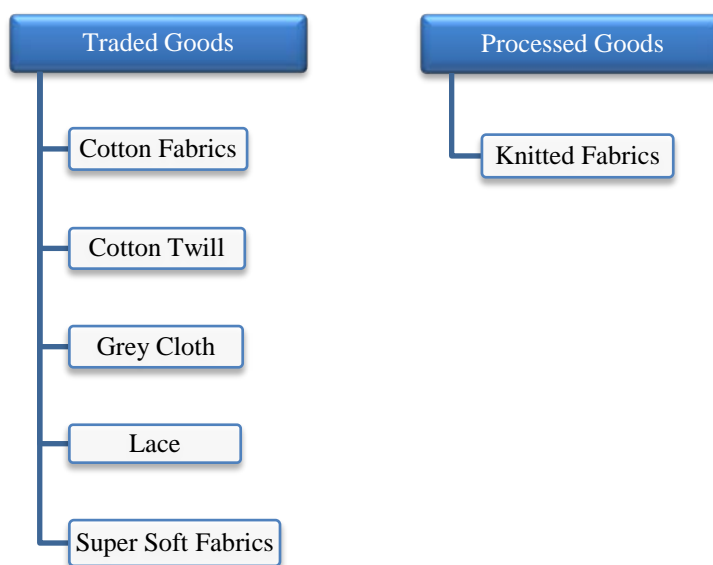 Traded Goods
Cotton Fabrics
Cotton Twill
Grey Cloth
Lace
Super Soft Fabrics
Processed Goods
Knitted Fabrics